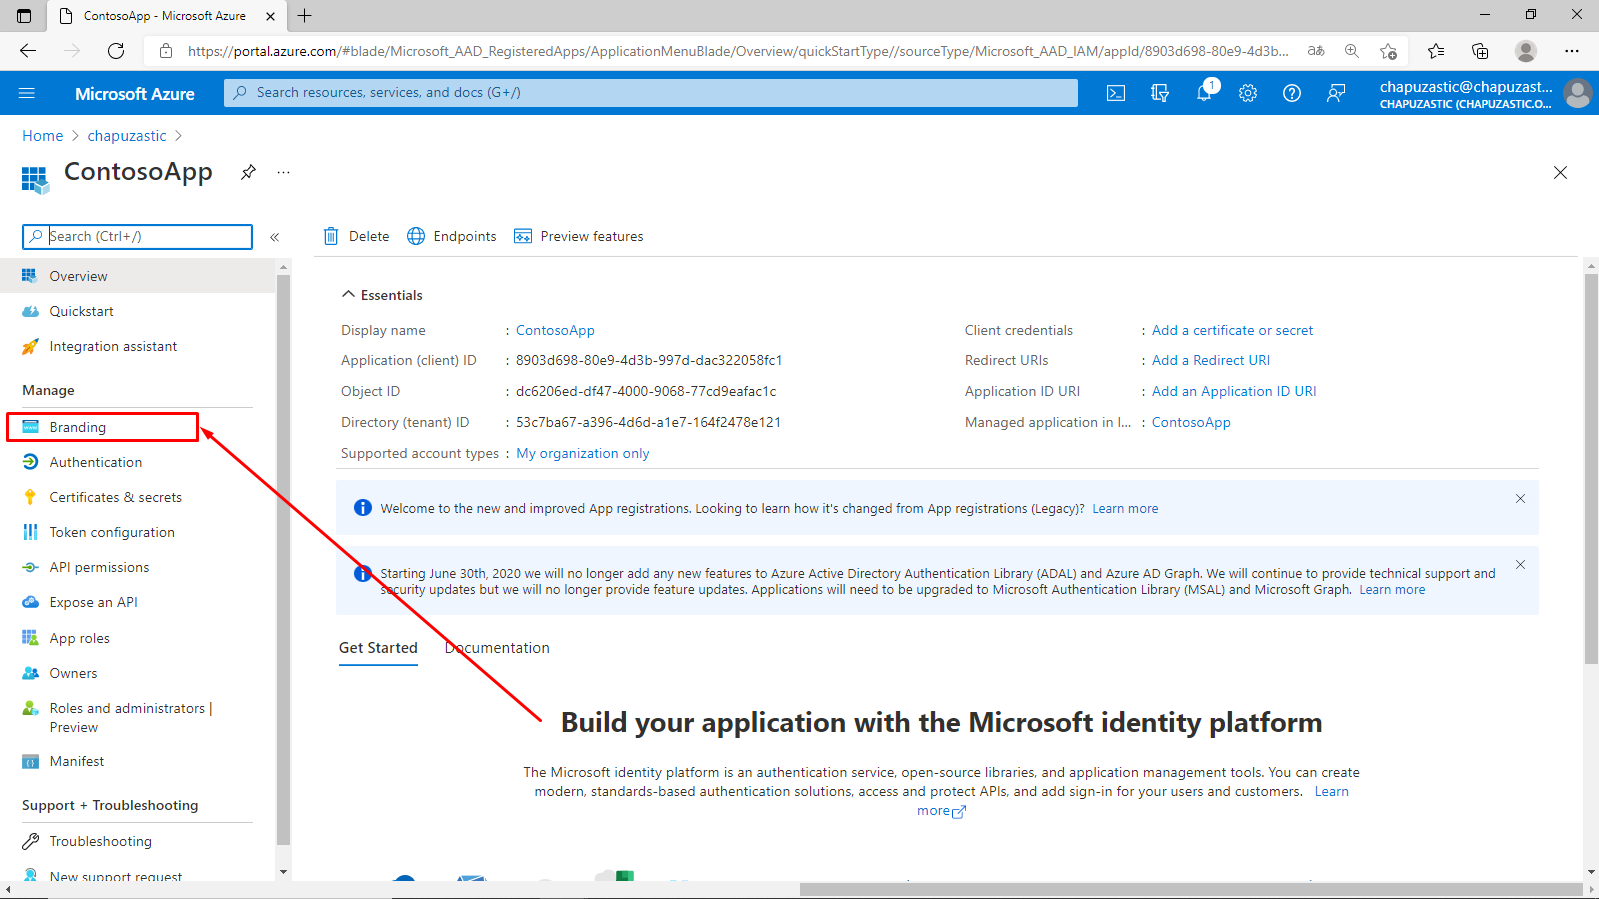 ContosoApp - Microsoft Azure
https://portal.azure.com/#blade/Microsoft_AAD_RegisteredApps/ApplicationMenuBlade/Overview/quickStartType//sourceType/Microsoft_AAD_IAM/appId/8903d698-80e9-4d3b...
Microsoft Azure
Search resources, services, and docs (G+/)
1
chapuzastic@chapuzast...
CHAPUZASTIC (CHAPUZASTIC.O...
Home > chapuzastic >
ContosoApp
Search (Ctrl+/)
Overview
Quickstart
Integration assistant
Manage
Branding
Authentication
Certificates & secrets
Token configuration
API permissions
Expose an API
App roles
Owners
Roles and administrators |
Preview
Manifest
Support + Troubleshooting
Troubleshooting
New support request
Delete
Endpoints
Preview features
Essentials
Display name : ContosoApp
Application (client) ID : 8903d698-80e9-4d3b-997d-dac322058fc1
Object ID : dc6206ed-df47-4000-9068-77cd9eafac1c
Directory (tenant) ID : 53c7ba67-a396-4d6d-a1e7-164f2478e121
Supported account types : My organization only
Client credentials : Add a certificate or secret
Redirect URIs : Add a Redirect URI
Application ID URI : Add an Application ID URI
Managed application in l... : ContosoApp
Welcome to the new and improved App registrations. Looking to learn how it's changed from App registrations (Legacy)? Learn more
Starting June 30th, 2020 we will no longer add any new features to Azure Active Directory Authentication Library (ADAL) and Azure AD Graph. We will continue to provide technical support and
security updates but we will no longer provide feature updates. Applications will need to be upgraded to Microsoft Authentication Library (MSAL) and Microsoft Graph. Learn more
Get Started
Documentation
Build your application with the Microsoft identity platform
The Microsoft identity platform is an authentication service, open-source libraries, and application management tools. You can create
modern, standards-based authentication solutions, access and protect APIs, and add sign-in for your users and customers. Learn
more